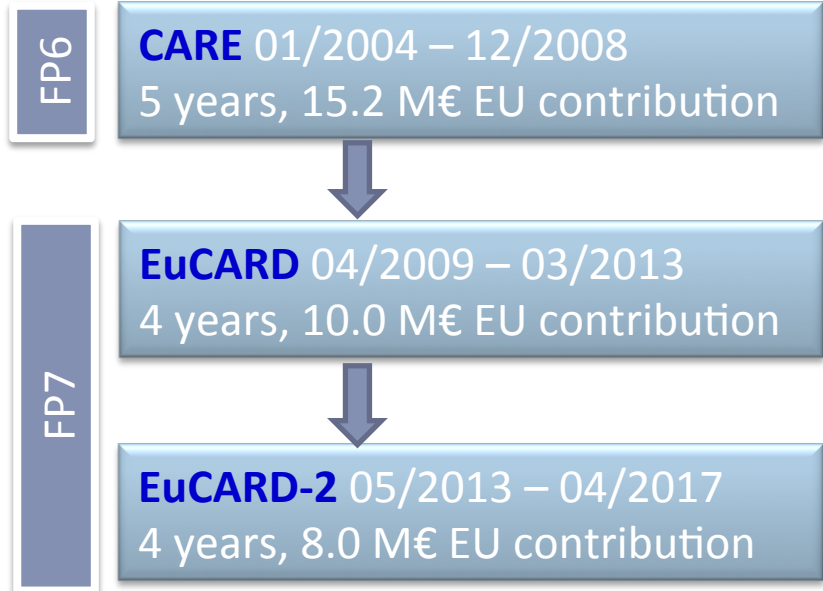 FP6
CARE 01/2004 – 12/2008
5 years, 15.2 M€ EU contribution
FP7
EuCARD 04/2009 – 03/2013
4 years, 10.0 M€ EU contribution
EuCARD-2 05/2013 – 04/2017
4 years, 8.0 M€ EU contribution